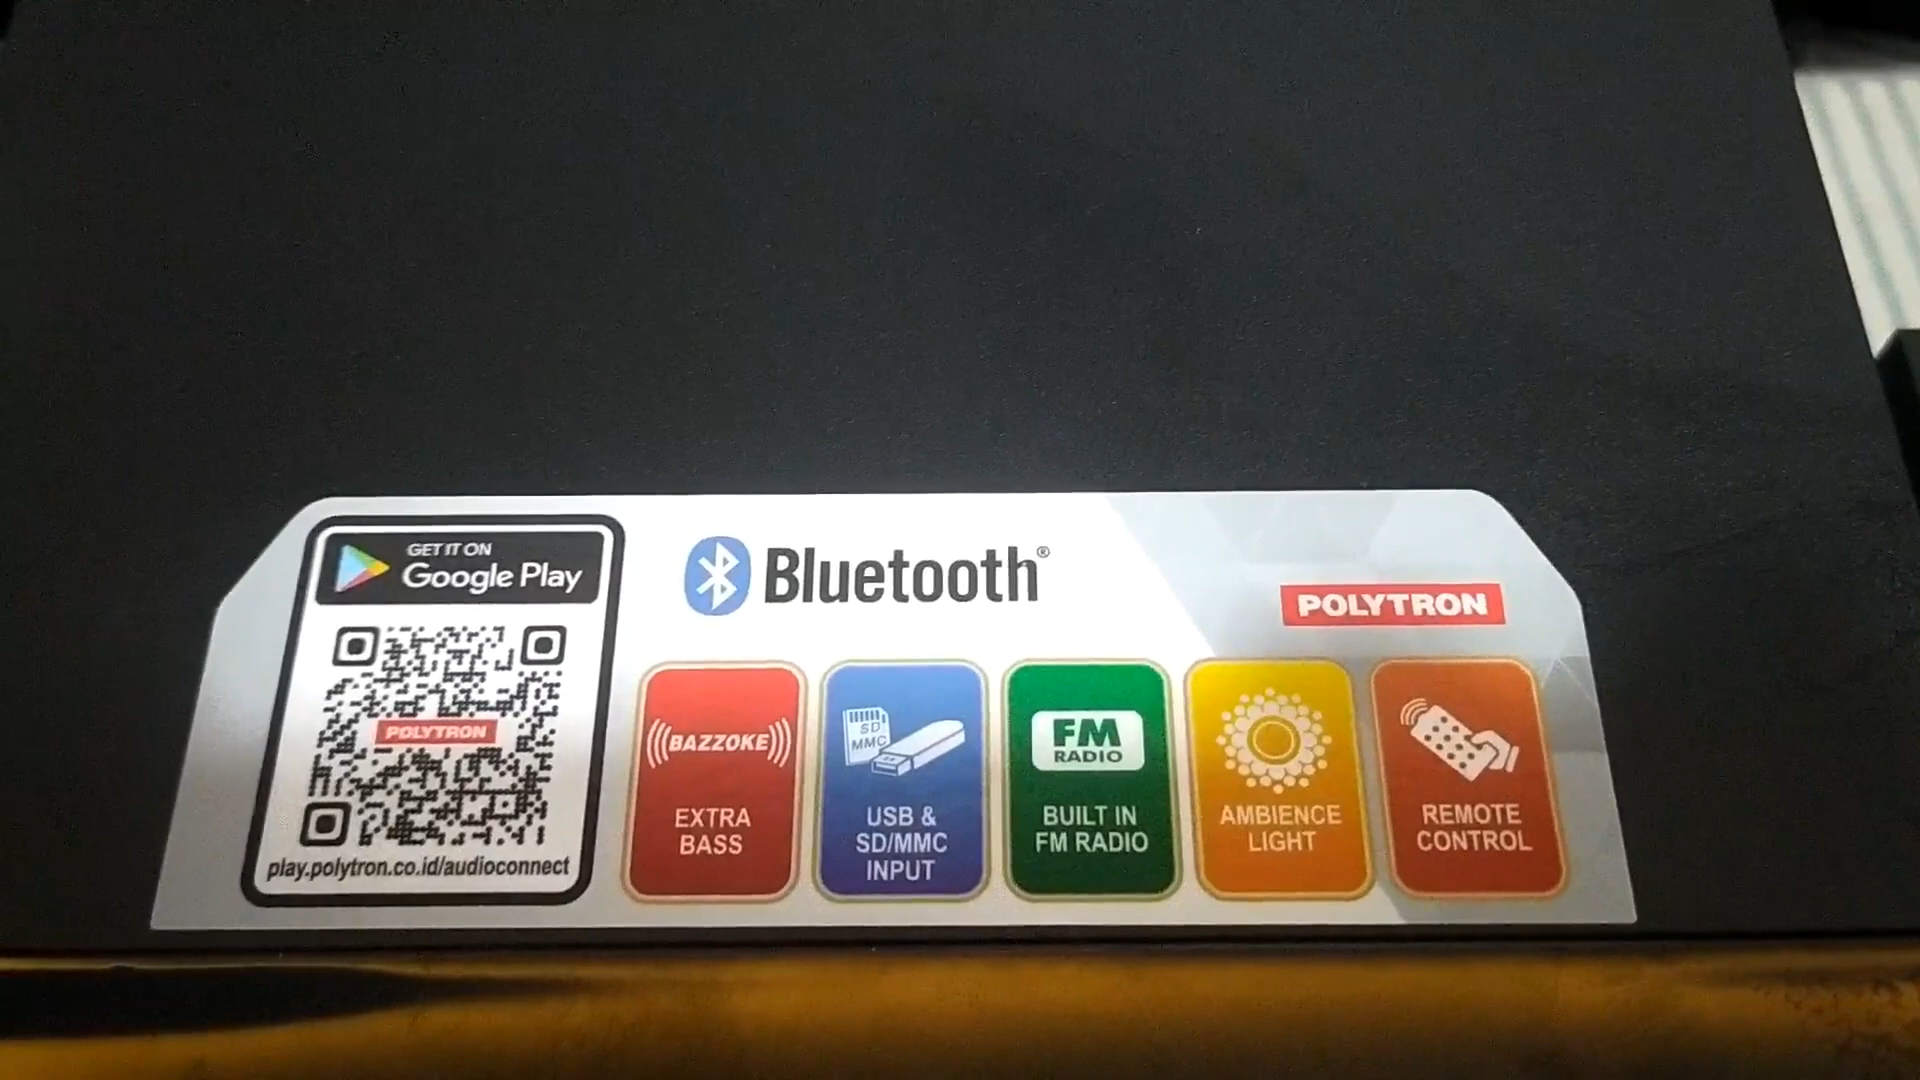 GET IT ON
Google Play
POLYTRON
play.polytron.co.id/audioconnect
Bluetooth®
POLYTRON
BAZZOKE
EXTRA
BASS
SD
MMC
USB &
SD/MMC
INPUT
FM
RADIO
BUILT IN
FM RADIO
AMBIENCE
LIGHT
REMOTE
CONTROL